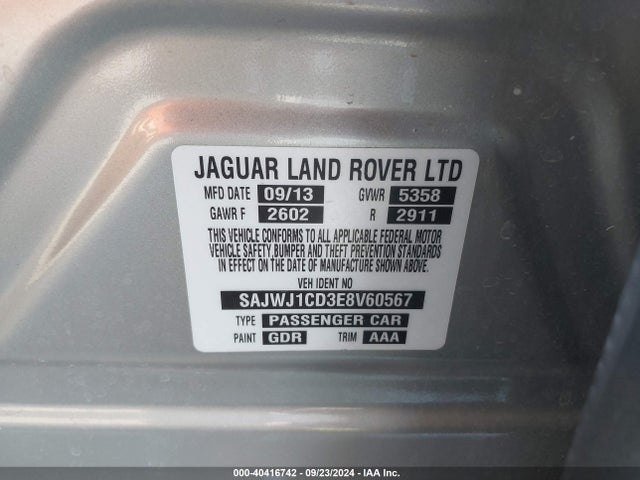 JAGUAR LAND ROVER LTD
MFD DATE 09/13 GVWR 5358
GAWR F 2602 R 2911
THIS VEHICLE CONFORMS TO ALL APPLICABLE FEDERAL MOTOR
VEHICLE SAFETY,BUMPER AND THEFT PREVENTION STANDARDS
IN EFFECT ON THE DATE OF MANUFACTURE SHOWN ABOVE
VEH IDENT NO
SAJWJ1CD3E8V60567
TYPE PASSENGER CAR
PAINT GDR TRIM AAA
000-40416742 - 09/23/2024 - IAA Inc.